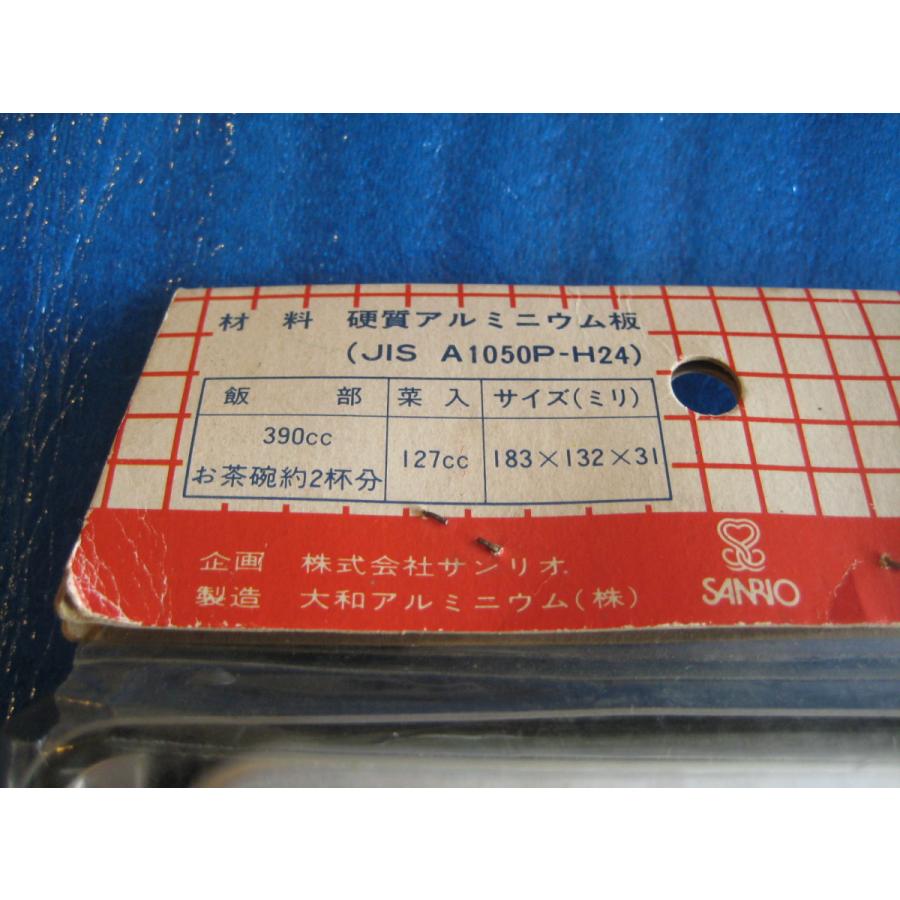 材料 硬質アルミニウム板
(JIS A1050P-H24)
飯部 菜入 サイズ(ミリ)
390cc
お茶碗約2杯分 127cc 183×132×31
企画 株式会社サンリオ
製造 大和アルミニウム(株)
SANRIO